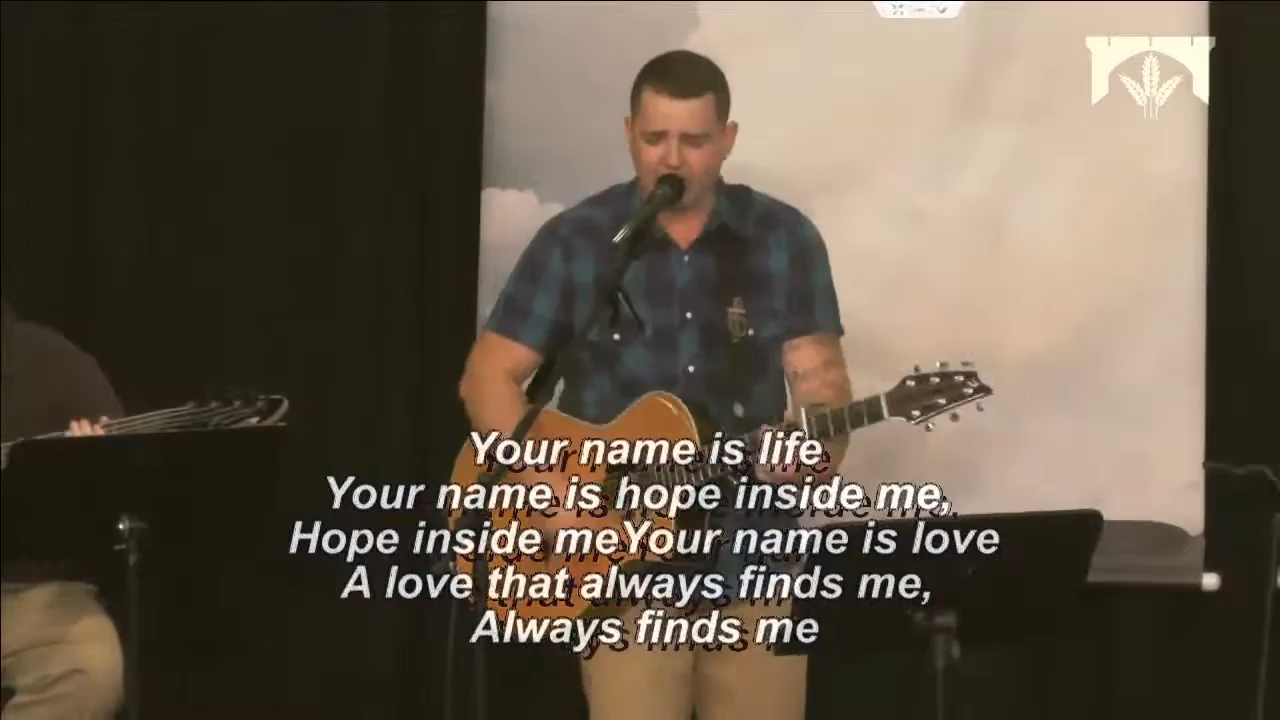 Your name is life
Your name is hope inside me,
Hope inside meYour name is love
A love that always finds me,
Always finds me